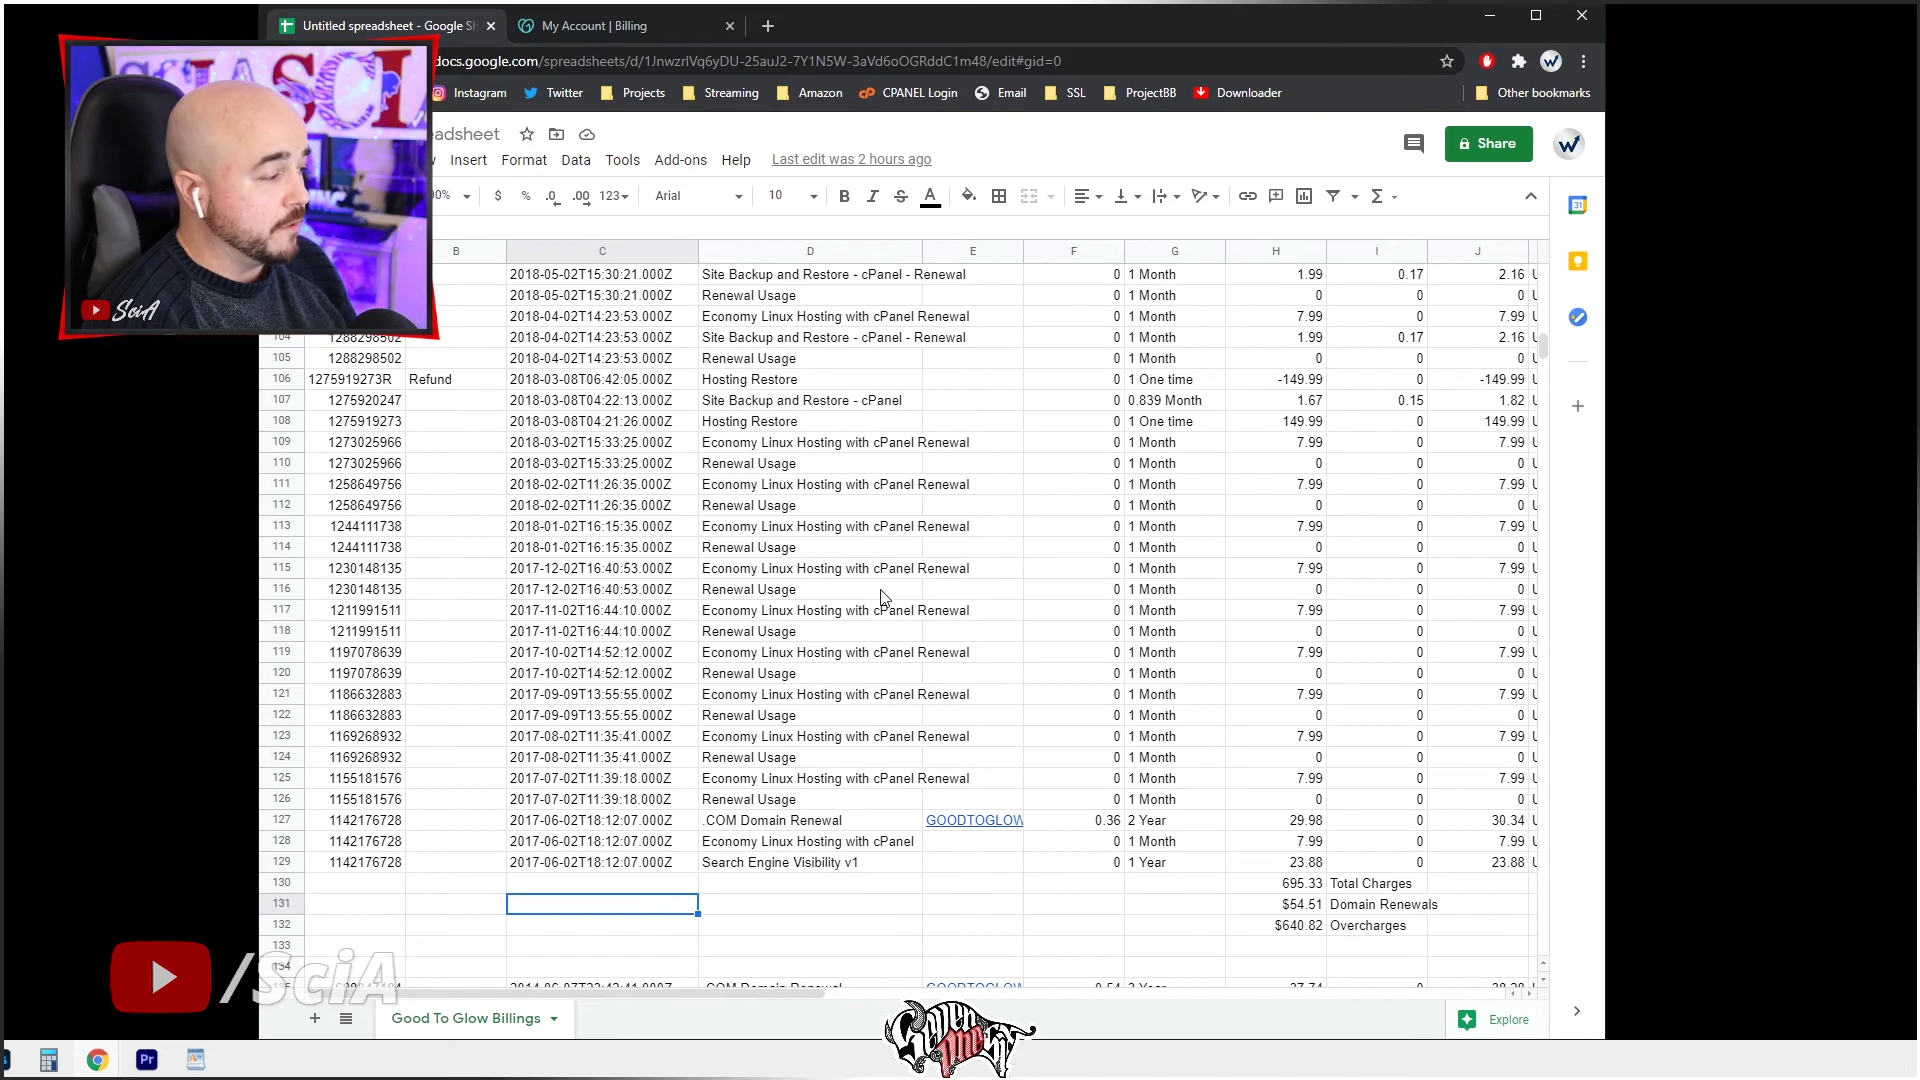 Untitled spreadsheet - Google Sh
My Account | Billing
docs.google.com/spreadsheets/d/1JnwzrlVq6yDU-25auJ2-7Y1N5W-3aVd6oOGRddC1m48/edit#gid=0
Instagram Twitter Projects Streaming Amazon CPANEL Login Email SSL ProjectBB Downloader Other bookmarks
eadsheet
Share
Insert Format Data Tools Add-ons Help Last edit was 2 hours ago
$ % .0 .00 123 Arial 10 B I S A
B C D E F G H I J
2018-05-02T15:30:21.000Z Site Backup and Restore - cPanel - Renewal 0 1 Month 1.99 0.17 2.16 U
2018-05-02T15:30:21.000Z Renewal Usage 0 1 Month 0 0 0 U
2018-04-02T14:23:53.000Z Economy Linux Hosting with cPanel Renewal 0 1 Month 7.99 0 7.99 U
104 1288298502 2018-04-02T14:23:53.000Z Site Backup and Restore - cPanel - Renewal 0 1 Month 1.99 0.17 2.16 U
105 1288298502 2018-04-02T14:23:53.000Z Renewal Usage 0 1 Month 0 0 0 U
106 1275919273R Refund 2018-03-08T06:42:05.000Z Hosting Restore 0 1 One time -149.99 0 -149.99 U
107 1275920247 2018-03-08T04:22:13.000Z Site Backup and Restore - cPanel 0 0.839 Month 1.67 0.15 1.82 U
108 1275919273 2018-03-08T04:21:26.000Z Hosting Restore 0 1 One time 149.99 0 149.99 U
109 1273025966 2018-03-02T15:33:25.000Z Economy Linux Hosting with cPanel Renewal 0 1 Month 7.99 0 7.99 U
110 1273025966 2018-03-02T15:33:25.000Z Renewal Usage 0 1 Month 0 0 0 U
111 1258649756 2018-02-02T11:26:35.000Z Economy Linux Hosting with cPanel Renewal 0 1 Month 7.99 0 7.99 U
112 1258649756 2018-02-02T11:26:35.000Z Renewal Usage 0 1 Month 0 0 0 U
113 1244111738 2018-01-02T16:15:35.000Z Economy Linux Hosting with cPanel Renewal 0 1 Month 7.99 0 7.99 U
114 1244111738 2018-01-02T16:15:35.000Z Renewal Usage 0 1 Month 0 0 0 U
115 1230148135 2017-12-02T16:40:53.000Z Economy Linux Hosting with cPanel Renewal 0 1 Month 7.99 0 7.99 U
116 1230148135 2017-12-02T16:40:53.000Z Renewal Usage 0 1 Month 0 0 0 U
117 1211991511 2017-11-02T16:44:10.000Z Economy Linux Hosting with cPanel Renewal 0 1 Month 7.99 0 7.99 U
118 1211991511 2017-11-02T16:44:10.000Z Renewal Usage 0 1 Month 0 0 0 U
119 1197078639 2017-10-02T14:52:12.000Z Economy Linux Hosting with cPanel Renewal 0 1 Month 7.99 0 7.99 U
120 1197078639 2017-10-02T14:52:12.000Z Renewal Usage 0 1 Month 0 0 0 U
121 1186632883 2017-09-09T13:55:55.000Z Economy Linux Hosting with cPanel Renewal 0 1 Month 7.99 0 7.99 U
122 1186632883 2017-09-09T13:55:55.000Z Renewal Usage 0 1 Month 0 0 0 U
123 1169268932 2017-08-02T11:35:41.000Z Economy Linux Hosting with cPanel Renewal 0 1 Month 7.99 0 7.99 U
124 1169268932 2017-08-02T11:35:41.000Z Renewal Usage 0 1 Month 0 0 0 U
125 1155181576 2017-07-02T11:39:18.000Z Economy Linux Hosting with cPanel Renewal 0 1 Month 7.99 0 7.99 U
126 1155181576 2017-07-02T11:39:18.000Z Renewal Usage 0 1 Month 0 0 0 U
127 1142176728 2017-06-02T18:12:07.000Z .COM Domain Renewal GOODTOGLOW 0.36 2 Year 29.98 0 30.34 U
128 1142176728 2017-06-02T18:12:07.000Z Economy Linux Hosting with cPanel 0 1 Month 7.99 0 7.99 U
129 1142176728 2017-06-02T18:12:07.000Z Search Engine Visibility v1 0 1 Year 23.88 0 23.88 U
130 695.33 Total Charges
131 $54.51 Domain Renewals
132 $640.82 Overcharges
133
134
.COM Domain Renewal GOODTOGLOW
Good To Glow Billings
Explore
SciA
/SciA
Pr